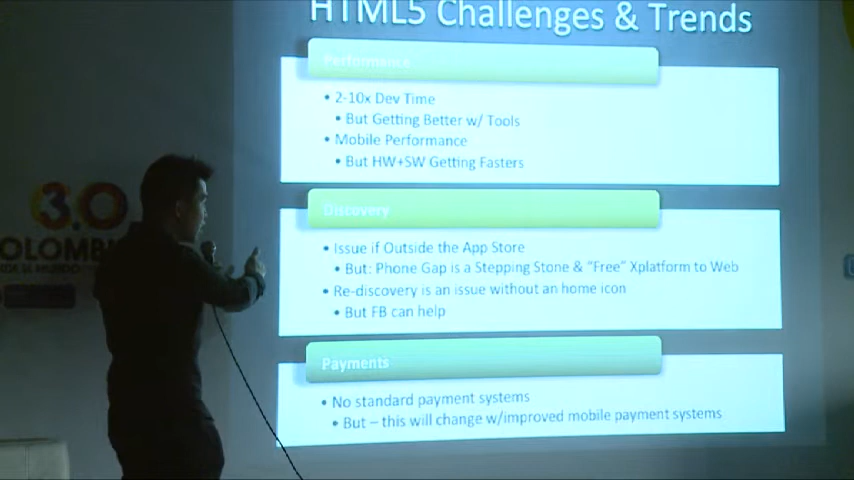 HTML5 Challenges & Trends
Performance
• 2-10x Dev Time
• But Getting Better w/ Tools
• Mobile Performance
• But HW+SW Getting Fasters
Discovery
• Issue if Outside the App Store
• But: Phone Gap is a Stepping Stone & "Free" Xplatform to Web
• Re-discovery is an issue without an home icon
• But FB can help
Payments
• No standard payment systems
• But – this will change w/improved mobile payment systems
3.0
OLOMB